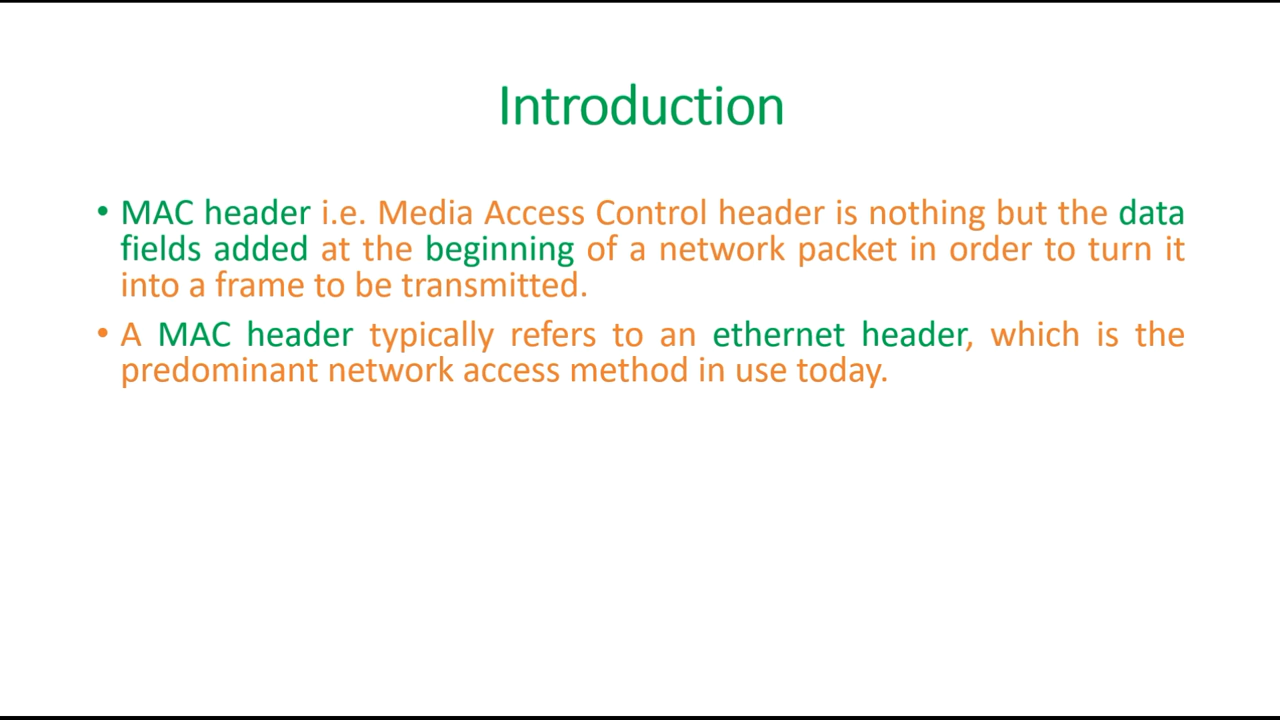 Introduction
• MAC header i.e. Media Access Control header is nothing but the data
fields added at the beginning of a network packet in order to turn it
into a frame to be transmitted.
• A MAC header typically refers to an ethernet header, which is the
predominant network access method in use today.